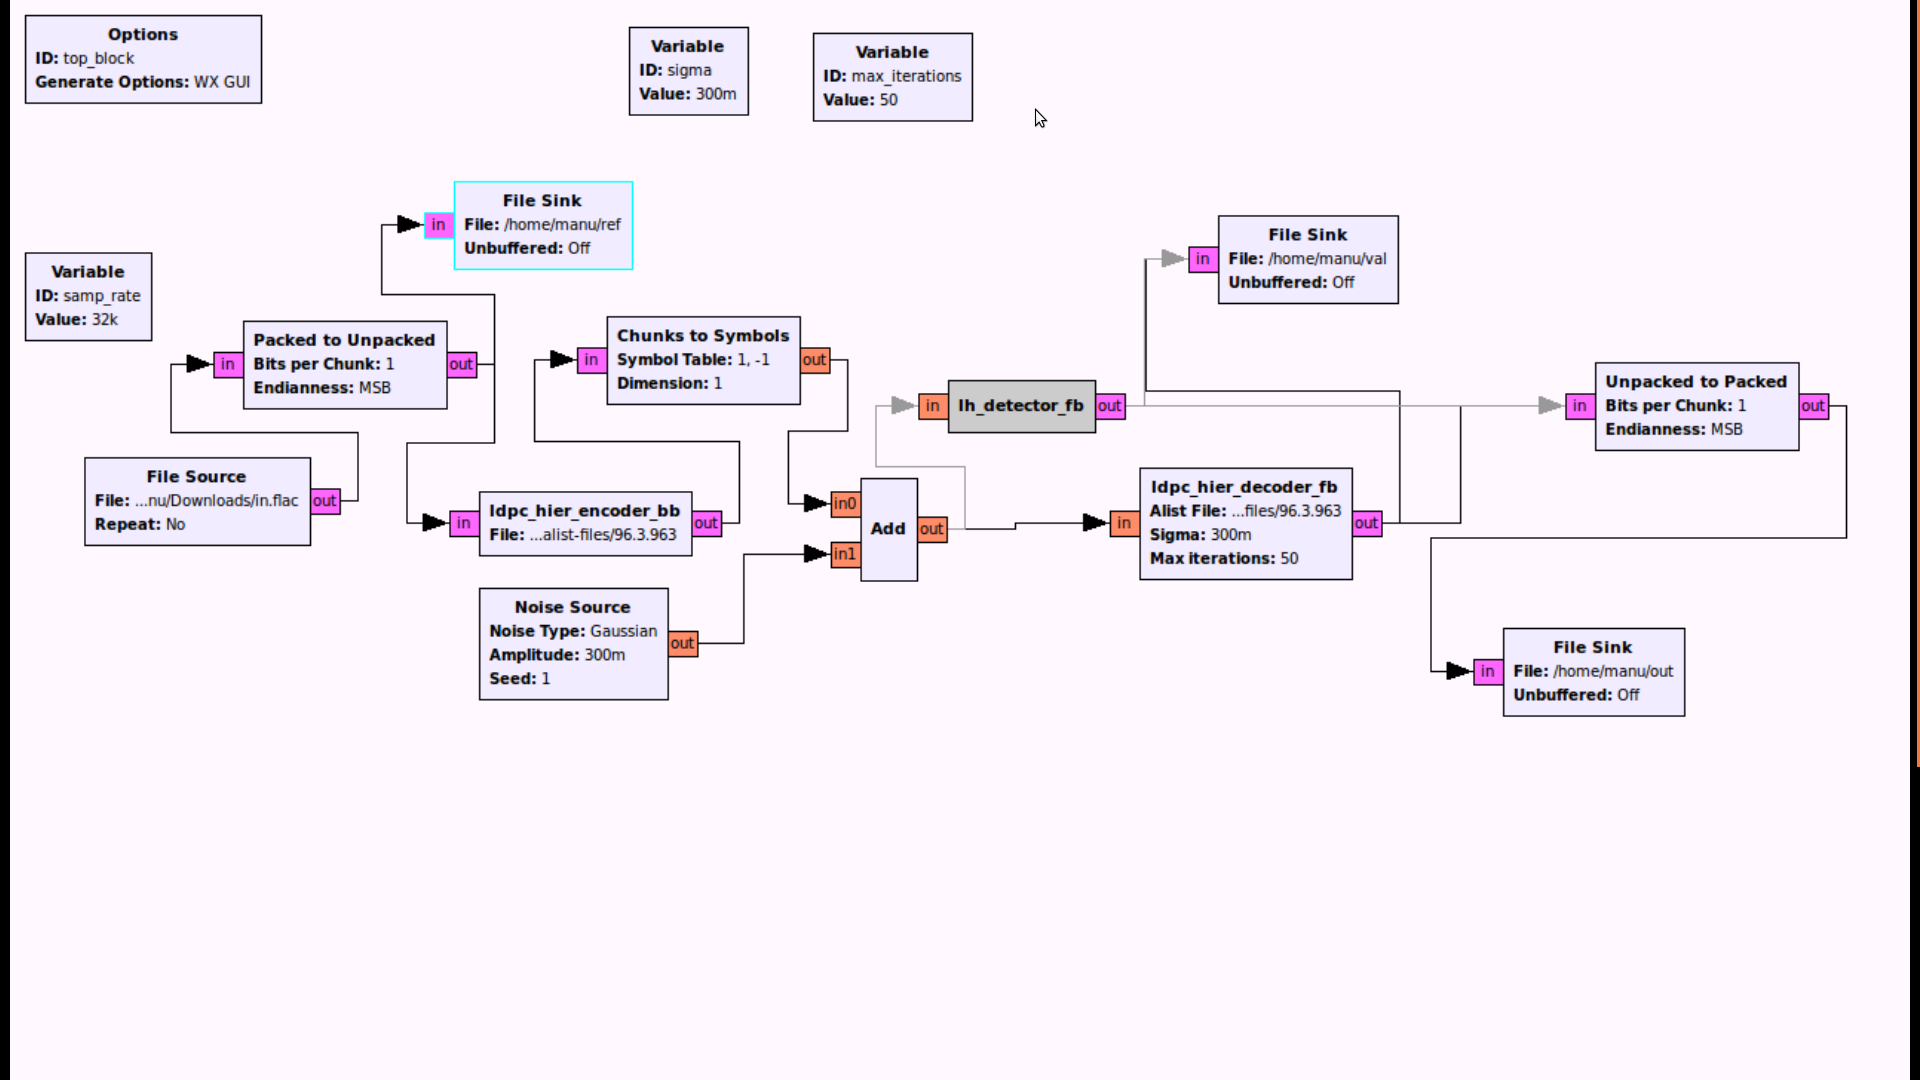 Options
ID: top_block
Generate Options: WX GUI
Variable
ID: sigma
Value: 300m
Variable
ID: max_iterations
Value: 50
File Sink
in
File: /home/manu/ref
Unbuffered: Off
File Sink
in
File: /home/manu/val
Unbuffered: Off
Variable
ID: samp_rate
Value: 32k
Packed to Unpacked
in
Bits per Chunk: 1
out
Endianness: MSB
Chunks to Symbols
in
Symbol Table: 1, -1
out
Dimension: 1
in
lh_detector_fb
out
Unpacked to Packed
in
Bits per Chunk: 1
out
Endianness: MSB
File Source
File: ...nu/Downloads/in.flac
out
Repeat: No
ldpc_hier_encoder_bb
in
File: ...alist-files/96.3.963
out
in0
in1
Add
out
ldpc_hier_decoder_fb
Alist File: ...files/96.3.963
in
out
Sigma: 300m
Max iterations: 50
Noise Source
Noise Type: Gaussian
out
Amplitude: 300m
Seed: 1
File Sink
in
File: /home/manu/out
Unbuffered: Off